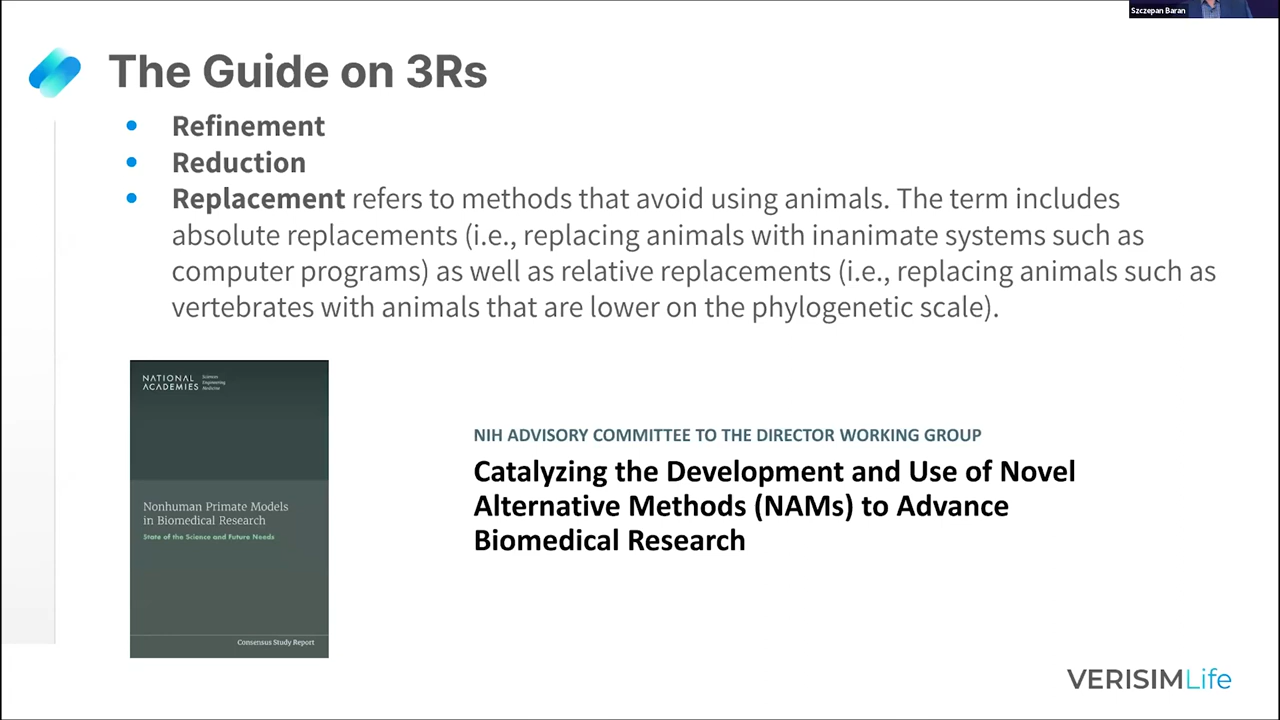 Szczepan Baran
The Guide on 3Rs
• Refinement
• Reduction
• Replacement refers to methods that avoid using animals. The term includes
absolute replacements (i.e., replacing animals with inanimate systems such as
computer programs) as well as relative replacements (i.e., replacing animals such as
vertebrates with animals that are lower on the phylogenetic scale).
NATIONAL
ACADEMIES
Sciences
Engineering
Medicine
Nonhuman Primate Models
in Biomedical Research
State of the Science and Future Needs
Consensus Study Report
NIH ADVISORY COMMITTEE TO THE DIRECTOR WORKING GROUP
Catalyzing the Development and Use of Novel
Alternative Methods (NAMs) to Advance
Biomedical Research
VERISIMLife